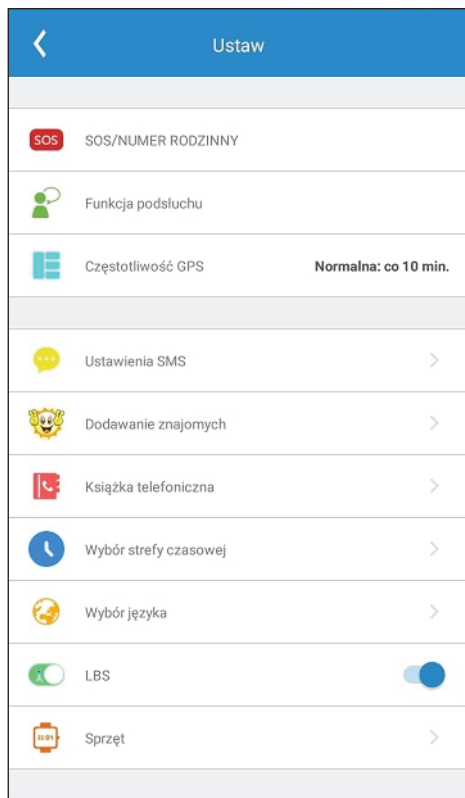 Ustaw
SOS SOS/NUMER RODZINNY
Funkcja podsłuchu
Częstotliwość GPS Normalna: co 10 min.
Ustawienia SMS
Dodawanie znajomych
Książka telefoniczna
Wybór strefy czasowej
Wybór języka
LBS
Sprzęt